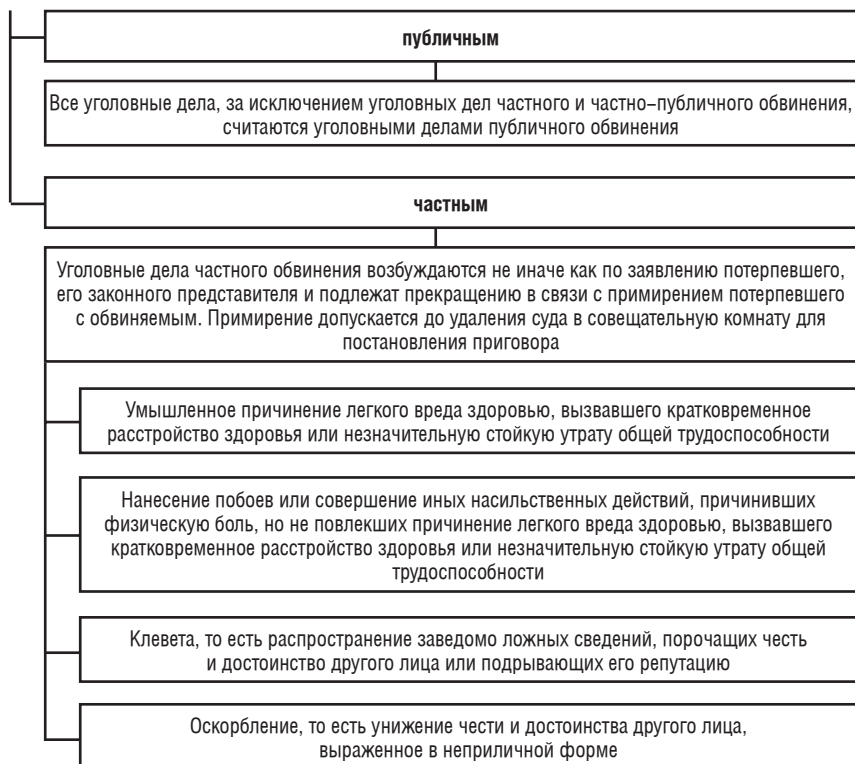 публичным
Все уголовные дела, за исключением уголовных дел частного и частно–публичного обвинения,
считаются уголовными делами публичного обвинения
частным
Уголовные дела частного обвинения возбуждаются не иначе как по заявлению потерпевшего,
его законного представителя и подлежат прекращению в связи с примирением потерпевшего
с обвиняемым. Примирение допускается до удаления суда в совещательную комнату для
постановления приговора
Умышленное причинение легкого вреда здоровью, вызвавшего кратковременное
расстройство здоровья или незначительную стойкую утрату общей трудоспособности
Нанесение побоев или совершение иных насильственных действий, причинивших
физическую боль, но не повлекших причинение легкого вреда здоровью, вызвавшего
кратковременное расстройство здоровья или незначительную стойкую утрату общей
трудоспособности
Клевета, то есть распространение заведомо ложных сведений, порочащих честь
и достоинство другого лица или подрывающих его репутацию
Оскорбление, то есть унижение чести и достоинства другого лица,
выраженное в неприличной форме